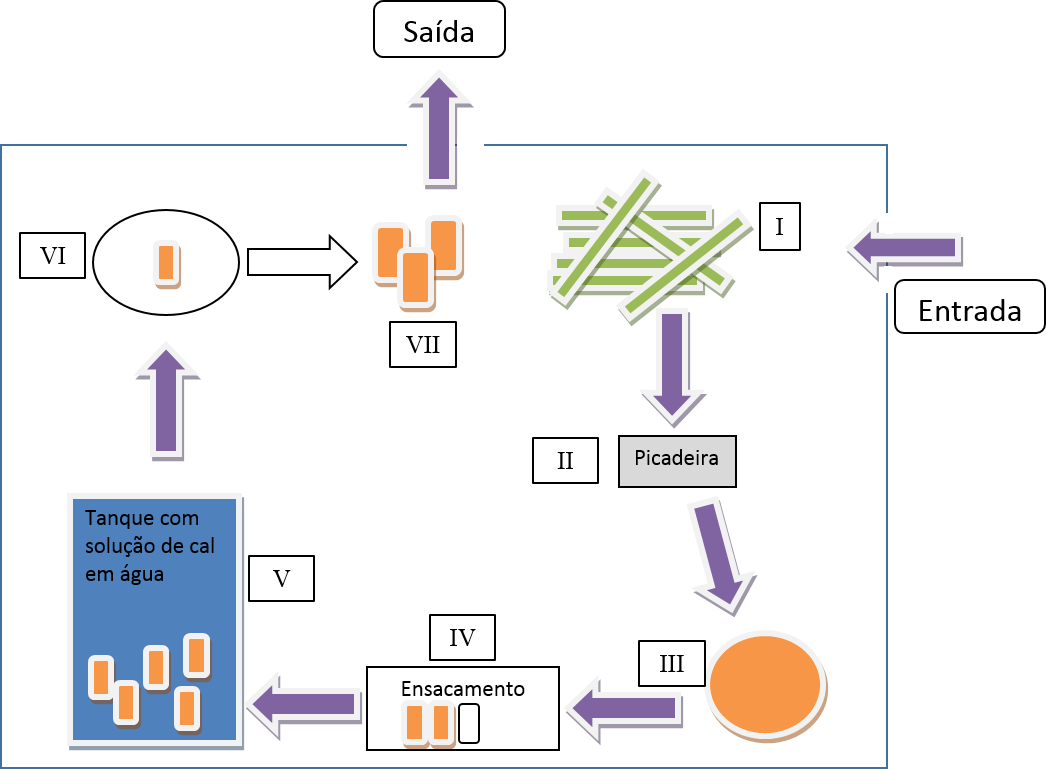 Saída
VI
I
Entrada
VII
II
Picadeira
Tanque com
solução de cal
em água
V
IV
III
Ensacamento